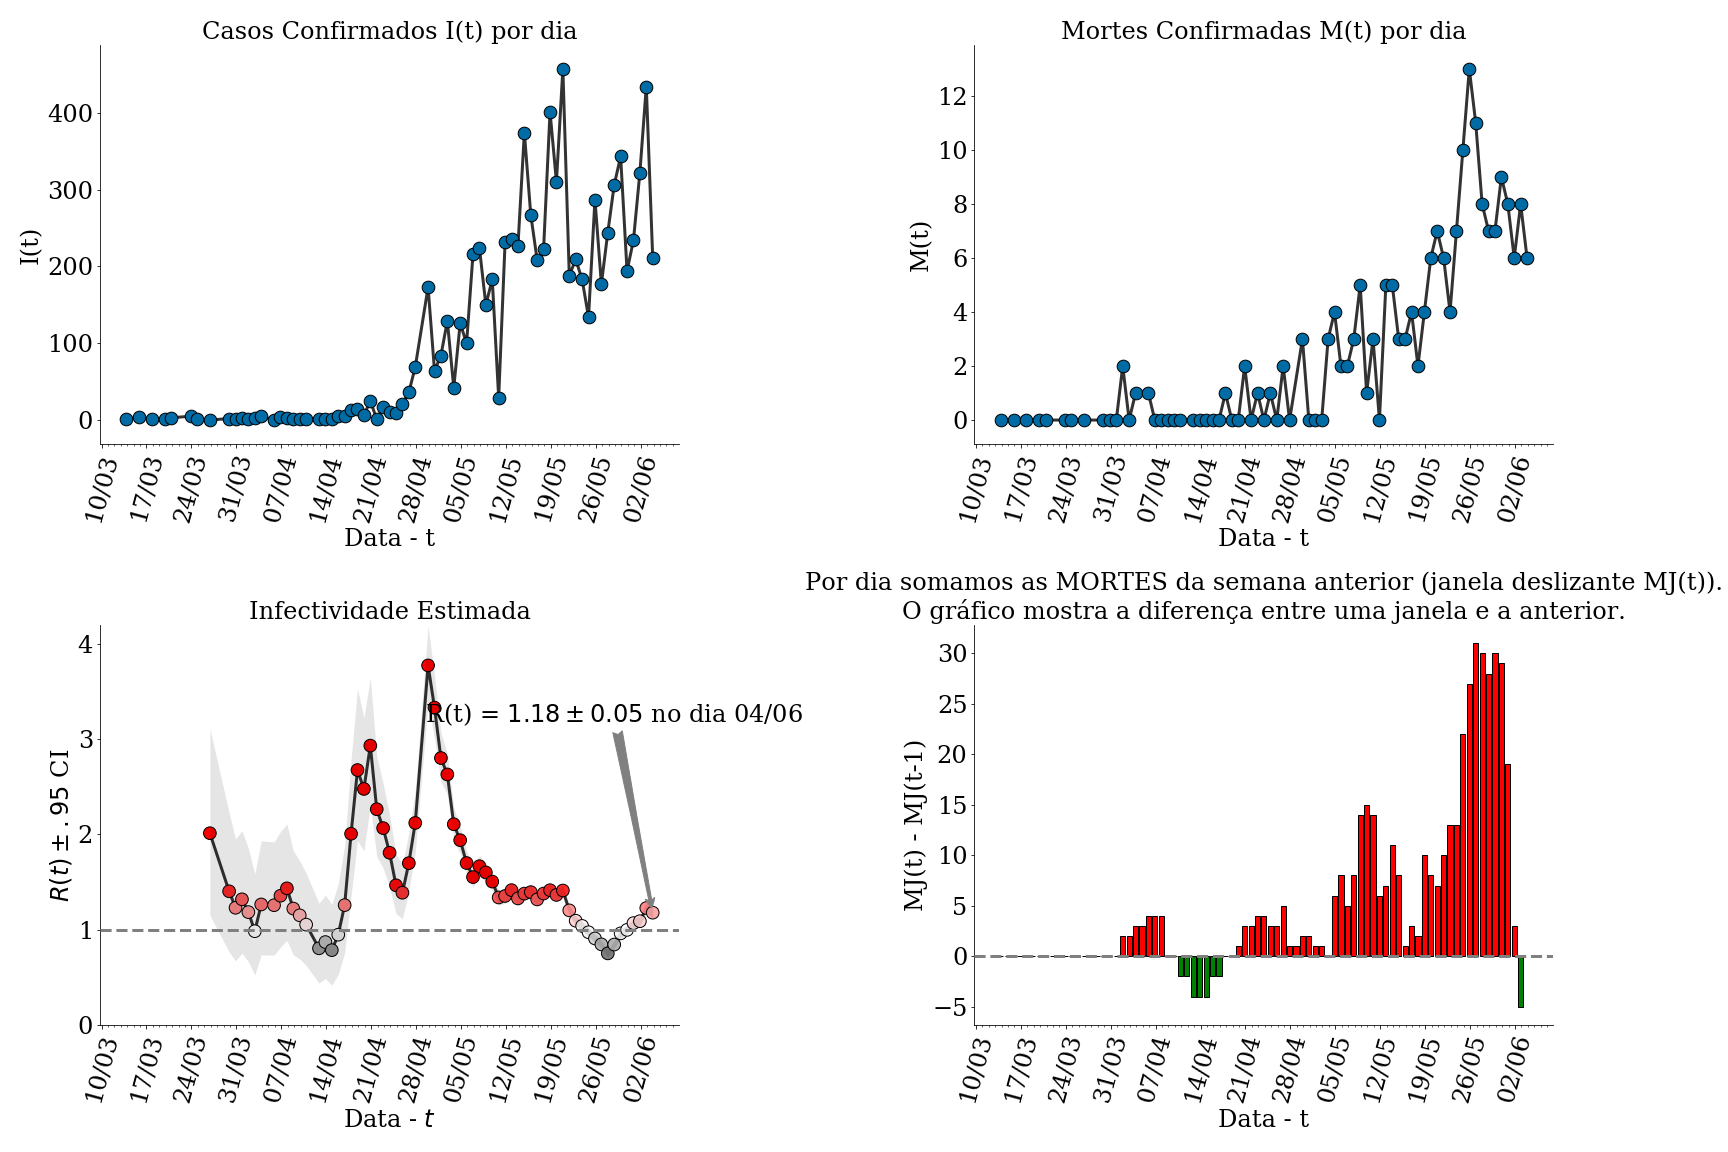 Casos Confirmados I(t) por dia
I(t)
400
300
200
100
0
10/03 17/03 24/03 31/03 07/04 14/04 21/04 28/04 05/05 12/05 19/05 26/05 02/06
Data - t
Mortes Confirmadas M(t) por dia
M(t)
12
10
8
6
4
2
0
10/03 17/03 24/03 31/03 07/04 14/04 21/04 28/04 05/05 12/05 19/05 26/05 02/06
Data - t
Infectividade Estimada
R(t) ± .95 CI
4
3
2
1
0
R(t) = 1.18 ± 0.05 no dia 04/06
10/03 17/03 24/03 31/03 07/04 14/04 21/04 28/04 05/05 12/05 19/05 26/05 02/06
Data - t
Por dia somamos as MORTES da semana anterior (janela deslizante MJ(t)).
O gráfico mostra a diferença entre uma janela e a anterior.
MJ(t) - MJ(t-1)
30
25
20
15
10
5
0
−5
10/03 17/03 24/03 31/03 07/04 14/04 21/04 28/04 05/05 12/05 19/05 26/05 02/06
Data - t